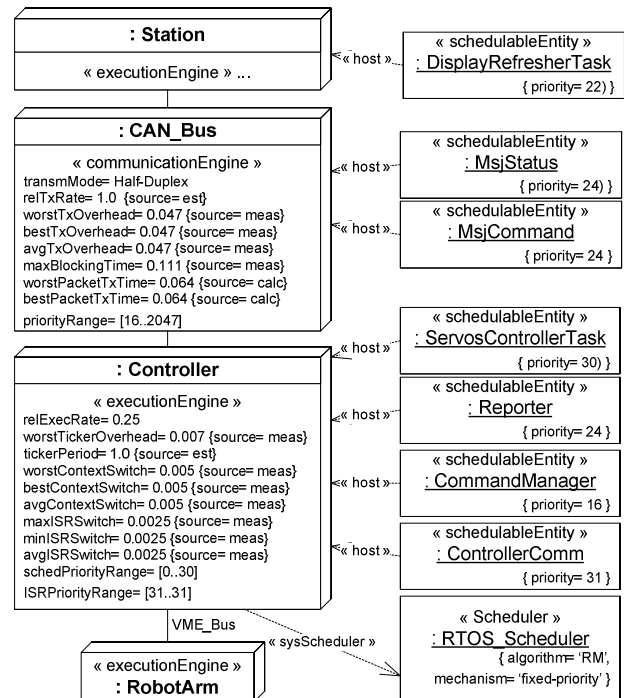 : Station
« executionEngine » ...
« host »
« schedulableEntity »
: DisplayRefresherTask
{ priority= 22) }
: CAN_Bus
« communicationEngine »
transmMode= Half-Duplex
relTxRate= 1.0 {source= est}
worstTxOverhead= 0.047 {source= meas}
bestTxOverhead= 0.047 {source= meas}
avgTxOverhead= 0.047 {source= meas}
maxBlockingTime= 0.111 {source= meas}
worstPacketTxTime= 0.064 {source= calc}
bestPacketTxTime= 0.064 {source= calc}
priorityRange= [16..2047]
« host »
« schedulableEntity »
: MsjStatus
{ priority= 24) }
« host »
« schedulableEntity »
: MsjCommand
{ priority= 24 }
: Controller
« executionEngine »
relExecRate= 0.25
worstTickerOverhead= 0.007 {source= meas}
tickerPeriod= 1.0 {source= est}
worstContextSwitch= 0.005 {source= meas}
bestContextSwitch= 0.005 {source= meas}
avgContextSwitch= 0.005 {source= meas}
maxISRSwitch= 0.0025 {source= meas}
minISRSwitch= 0.0025 {source= meas}
avgISRSwitch= 0.0025 {source= meas}
schedPriorityRange= [0..30]
ISRPriorityRange= [31..31]
« host »
« schedulableEntity »
: ServosControllerTask
{ priority= 30) }
« host »
« schedulableEntity »
: Reporter
{ priority= 24 }
« host »
« schedulableEntity »
: CommandManager
{ priority= 16 }
« host »
« schedulableEntity »
: ControllerComm
{ priority= 31 }
VME_Bus
« sysScheduler»
« Scheduler »
: RTOS_Scheduler
{ algorithm= ‘RM’,
mechanism= ‘fixed-priority’ }
« executionEngine »
: RobotArm